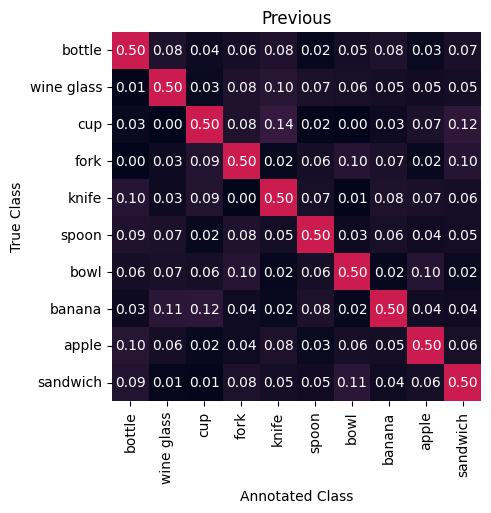 Previous
bottle 0.50 0.08 0.04 0.06 0.08 0.02 0.05 0.08 0.03 0.07
wine glass 0.01 0.50 0.03 0.08 0.10 0.07 0.06 0.05 0.05 0.05
cup 0.03 0.00 0.50 0.08 0.14 0.02 0.00 0.03 0.07 0.12
fork 0.00 0.03 0.09 0.50 0.02 0.06 0.10 0.07 0.02 0.10
knife 0.10 0.03 0.09 0.00 0.50 0.07 0.01 0.08 0.07 0.06
spoon 0.09 0.07 0.02 0.08 0.05 0.50 0.03 0.06 0.04 0.05
bowl 0.06 0.07 0.06 0.10 0.02 0.06 0.50 0.02 0.10 0.02
banana 0.03 0.11 0.12 0.04 0.02 0.08 0.02 0.50 0.04 0.04
apple 0.10 0.06 0.02 0.04 0.08 0.03 0.06 0.05 0.50 0.06
sandwich 0.09 0.01 0.01 0.08 0.05 0.05 0.11 0.04 0.06 0.50
True Class
bottle
wine glass
cup
fork
knife
spoon
bowl
banana
apple
sandwich
Annotated Class